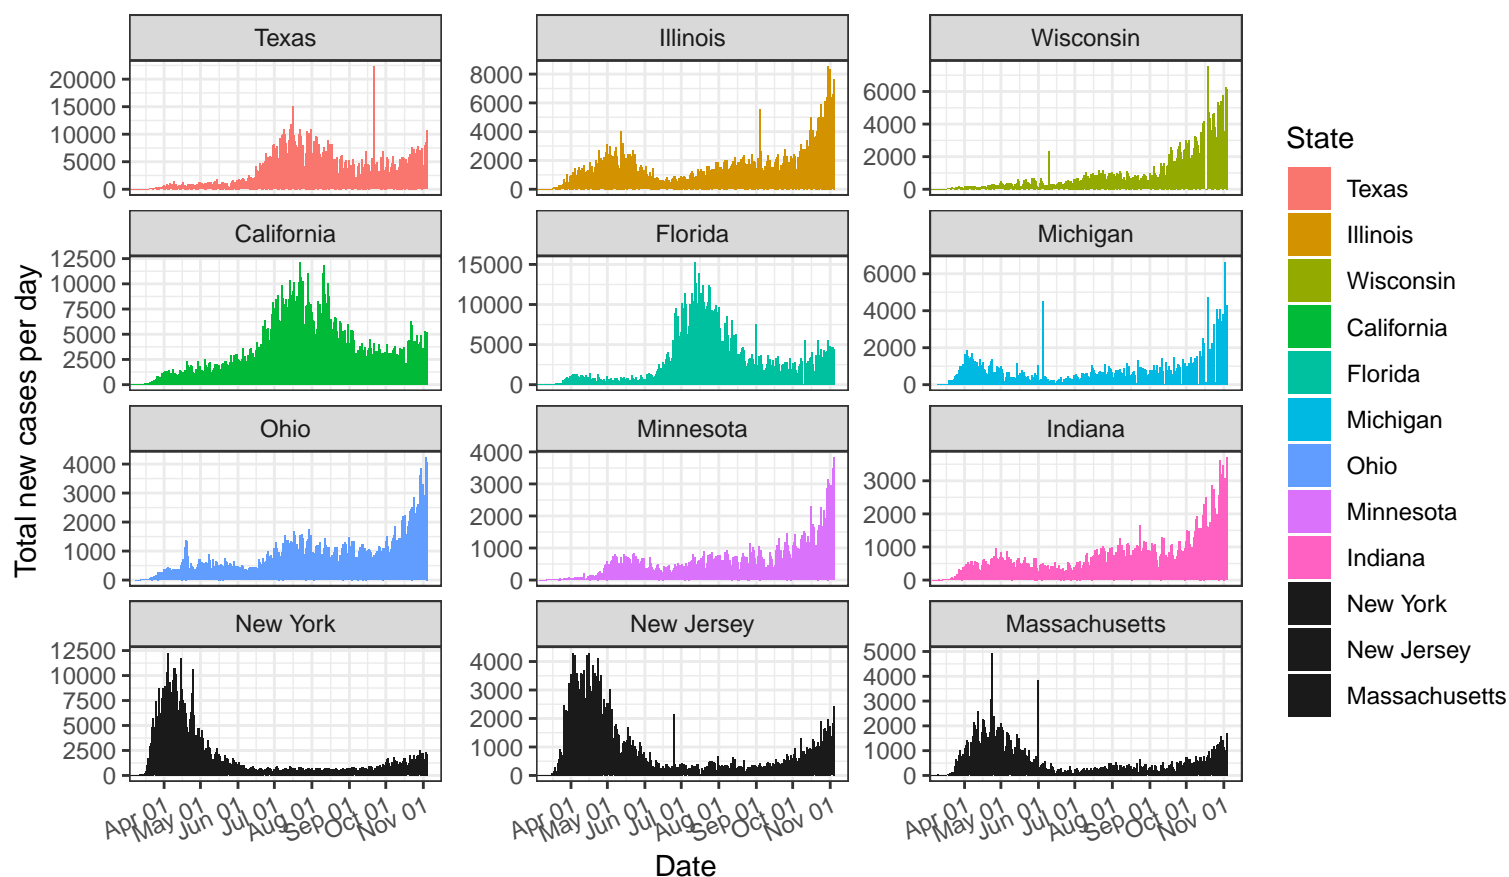 Texas
Illinois
Wisconsin
20000
15000
10000
5000
0
8000
6000
4000
2000
0
6000
4000
2000
0
California
Florida
Michigan
12500
10000
7500
5000
2500
0
15000
10000
5000
0
6000
4000
2000
0
Ohio
Minnesota
Indiana
4000
3000
2000
1000
0
4000
3000
2000
1000
0
3000
2000
1000
0
New York
New Jersey
Massachusetts
12500
10000
7500
5000
2500
0
4000
3000
2000
1000
0
5000
4000
3000
2000
1000
0
Apr 01
May 01
Jun 01
Jul 01
Aug 01
Sep 01
Oct 01
Nov 01
Apr 01
May 01
Jun 01
Jul 01
Aug 01
Sep 01
Oct 01
Nov 01
Apr 01
May 01
Jun 01
Jul 01
Aug 01
Sep 01
Oct 01
Nov 01
Date
Total new cases per day
State
Texas
Illinois
Wisconsin
California
Florida
Michigan
Ohio
Minnesota
Indiana
New York
New Jersey
Massachusetts